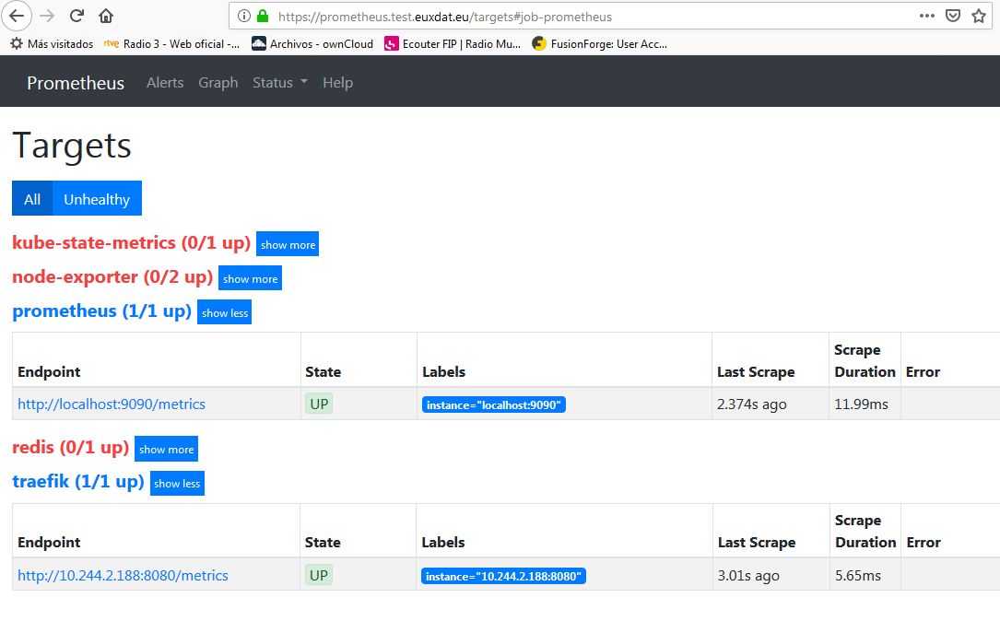 https://prometheus.test.euxdat.eu/targets#job-prometheus
Más visitados rtve Radio 3 - Web oficial -... Archivos - ownCloud Ecouter FIP | Radio Mu... FusionForge: User Acc...
Prometheus Alerts Graph Status Help
Targets
All Unhealthy
kube-state-metrics (0/1 up) show more
node-exporter (0/2 up) show more
prometheus (1/1 up) show less
Endpoint State Labels Last Scrape Scrape Duration Error
http://localhost:9090/metrics UP instance="localhost:9090" 2.374s ago 11.99ms
redis (0/1 up) show more
traefik (1/1 up) show less
Endpoint State Labels Last Scrape Scrape Duration Error
http://10.244.2.188:8080/metrics UP instance="10.244.2.188:8080" 3.01s ago 5.65ms